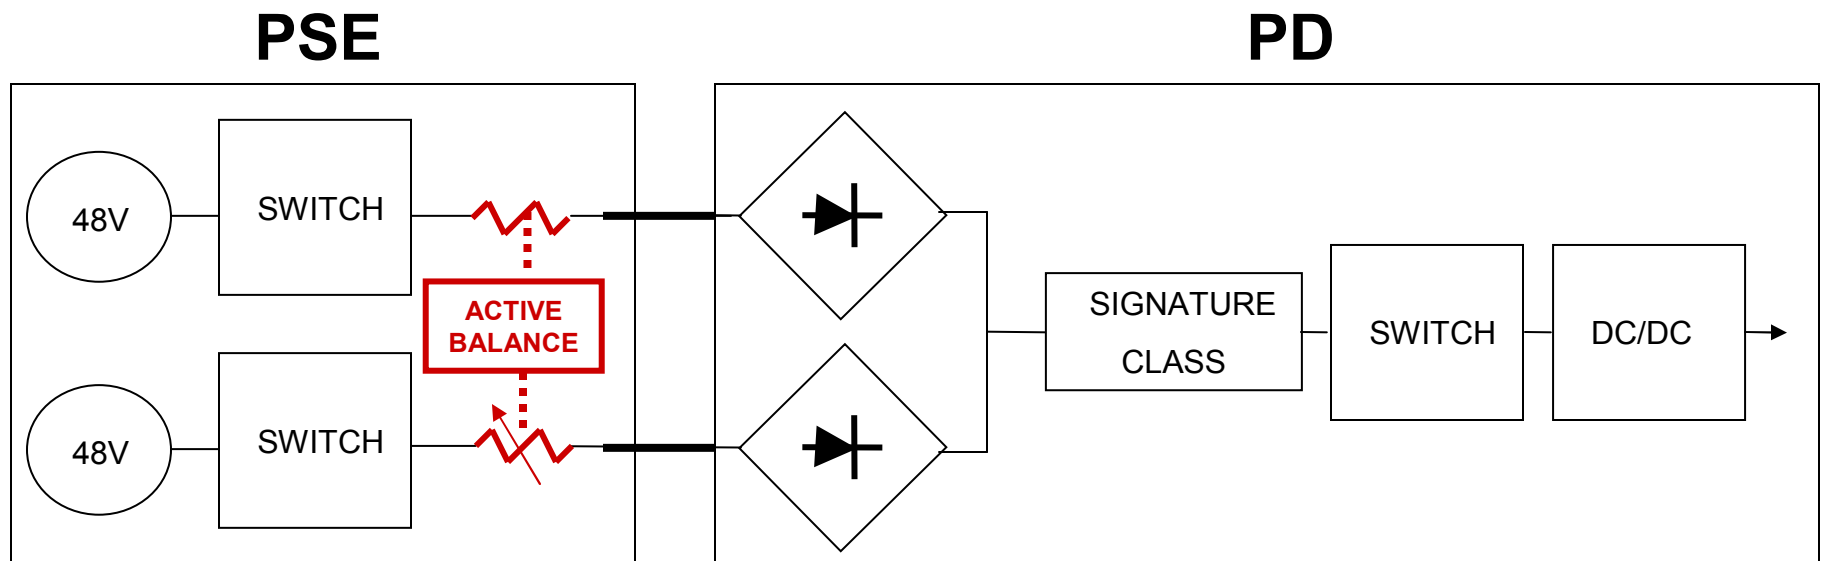 PSE
PD
48V
SWITCH
ACTIVE
BALANCE
48V
SWITCH
SIGNATURE
CLASS
SWITCH
DC/DC